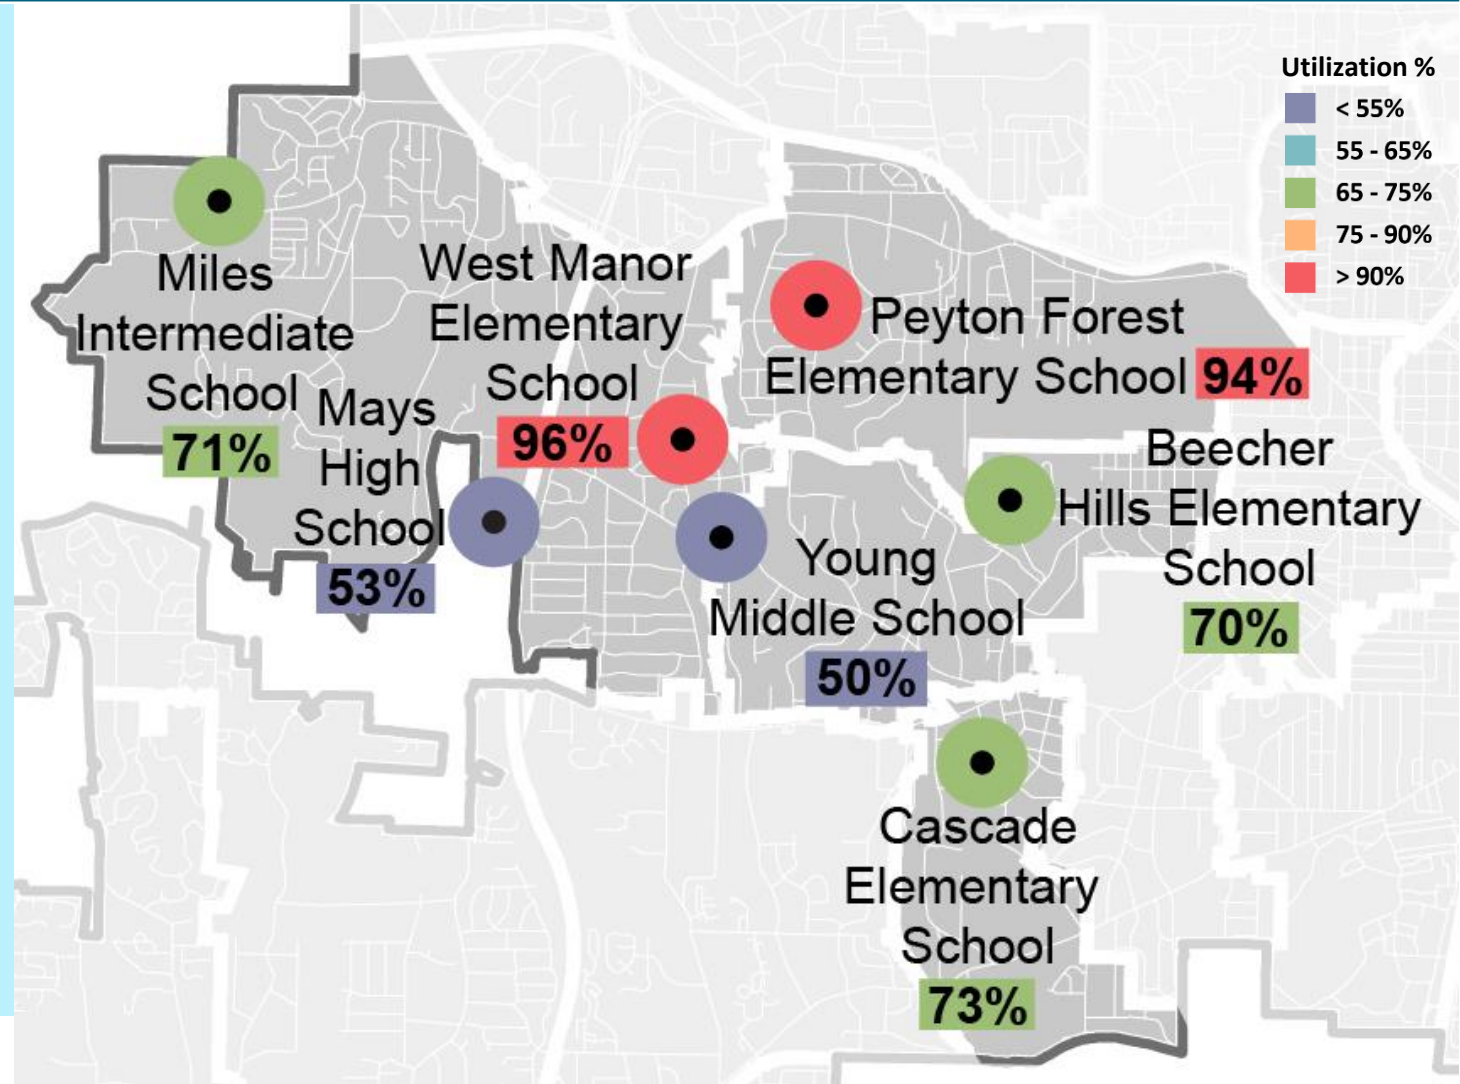 Utilization %
< 55%
55 - 65%
65 - 75%
75 - 90%
> 90%
Miles
Intermediate
School
71%
Mays
High
School
53%
West Manor
Elementary
School
96%
Peyton Forest
Elementary School 94%
Beecher
Hills Elementary
School
70%
Young
Middle School
50%
Cascade
Elementary
School
73%